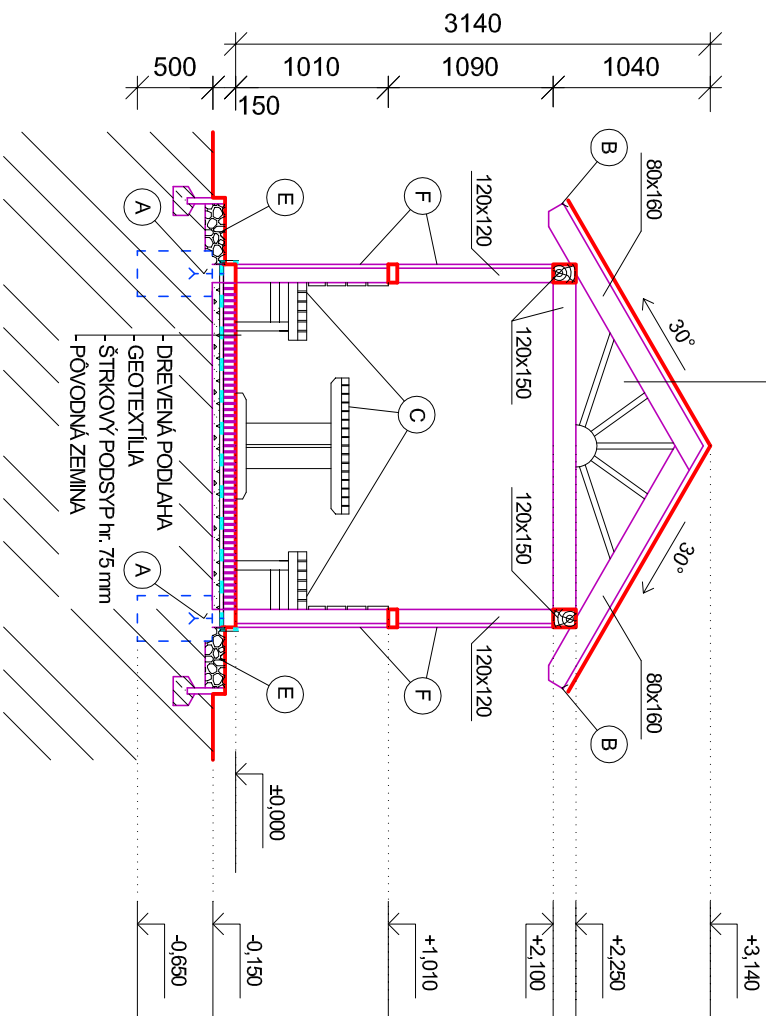 3140
500
1010
1090
1040
150
B
80x160
A
E
F
120x120
30°
120x150
C
DREVENÁ PODLAHA
GEOTEXTÍLIA
ŠTRKOVÝ PODSYP hr. 75 mm
PÔVODNÁ ZEMINA
120x150
30°
A
E
F
120x120
80x160
B
±0,000
-0,650
-0,150
+1,010
+2,100
+2,250
+3,140